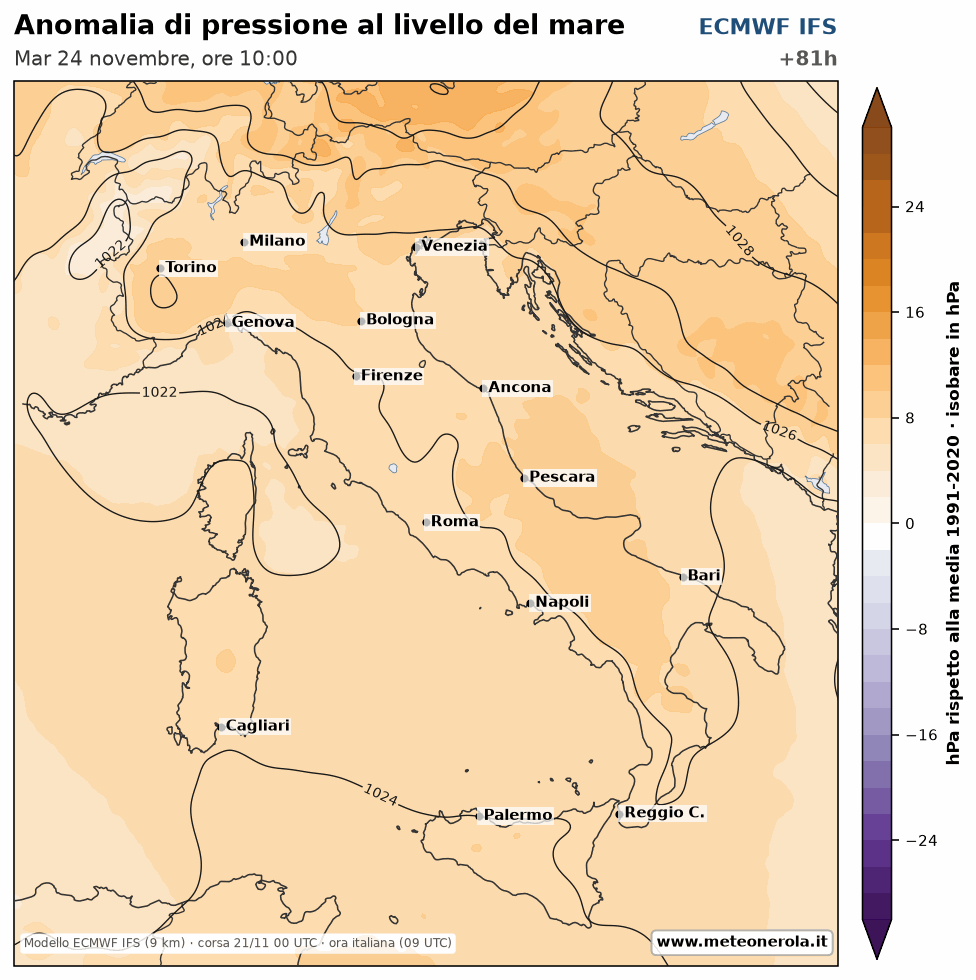 Anomalia di pressione al livello del mare
ECMWF IFS
Mar 24 novembre, ore 10:00
+81h
1028
1022
Milano
Venezia
Torino
Genova
Bologna
Firenze
Ancona
1022
1026
Pescara
Roma
Bari
Napoli
Cagliari
1024
Palermo
Reggio C.
Modello ECMWF IFS (9 km) · corsa 21/11 00 UTC · ora italiana (09 UTC)
www.meteonerola.it
24
16
8
0
−8
−16
−24
hPa rispetto alla media 1991-2020 · isobare in hPa